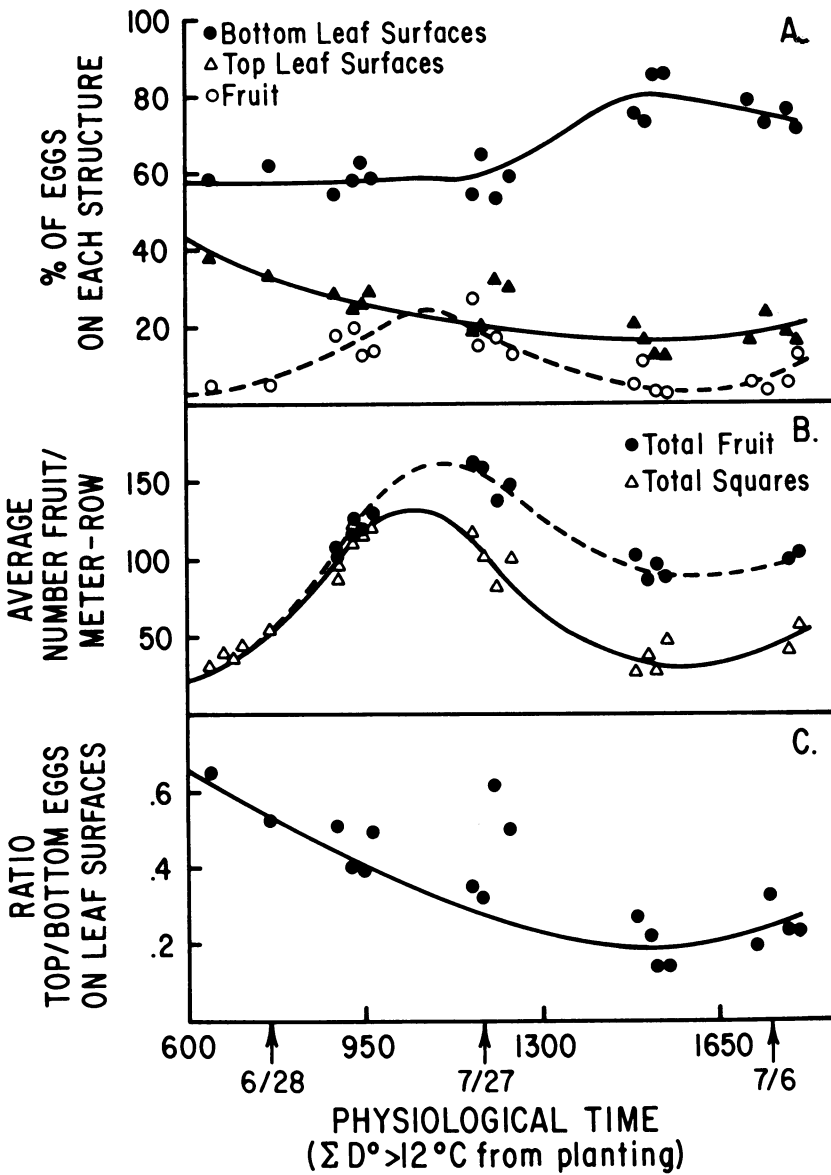 100
A.
Bottom Leaf Surfaces
Top Leaf Surfaces
Fruit
80
60
40
20
% OF EGGS
ON EACH STRUCTURE
B.
Total Fruit
Total Squares
150
100
50
AVERAGE
NUMBER FRUIT/
METER-ROW
C.
.6
.4
.2
RATIO
TOP/BOTTOM EGGS
ON LEAF SURFACES
600 950 1300 1650
6/28 7/27 7/6
PHYSIOLOGICAL TIME
(Σ D° >12°C from planting)